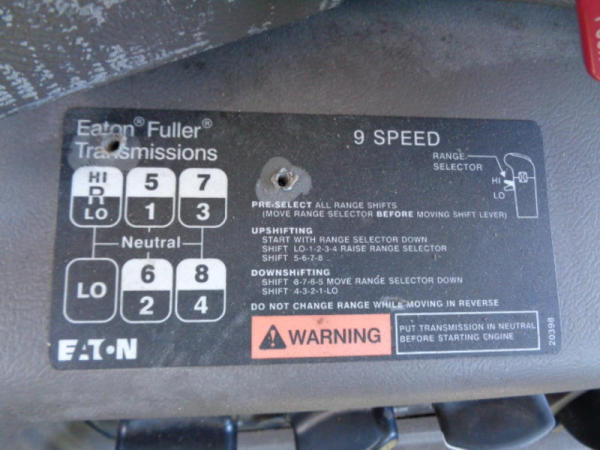 Eaton® Fuller®
Transmissions
9 SPEED
RANGE
SELECTOR
HI
LO
HI
R
LO
5
1
7
3
Neutral
LO
6
2
8
4
PRE-SELECT ALL RANGE SHIFTS
(MOVE RANGE SELECTOR BEFORE MOVING SHIFT LEVER)
UPSHIFTING
START WITH RANGE SELECTOR DOWN
SHIFT LO-1-2-3-4 RAISE RANGE SELECTOR
SHIFT 5-6-7-8
DOWNSHIFTING
SHIFT 8-7-6-5 MOVE RANGE SELECTOR DOWN
SHIFT 4-3-2-1-LO
DO NOT CHANGE RANGE WHILE MOVING IN REVERSE
EATON
WARNING
PUT TRANSMISSION IN NEUTRAL
BEFORE STARTING ENGINE
20398